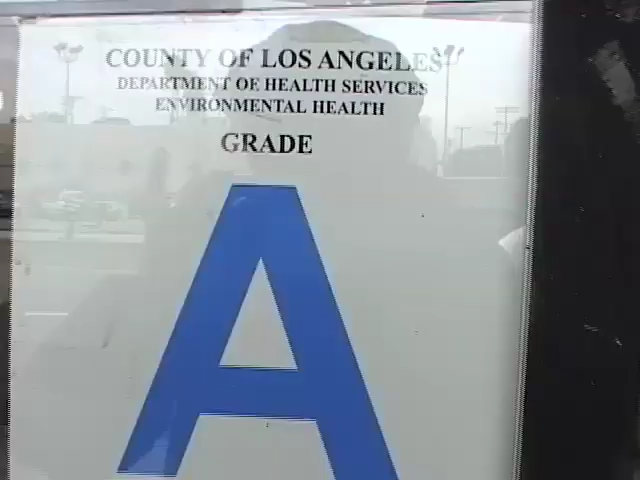 COUNTY OF LOS ANGELES
DEPARTMENT OF HEALTH SERVICES
ENVIRONMENTAL HEALTH
GRADE
A